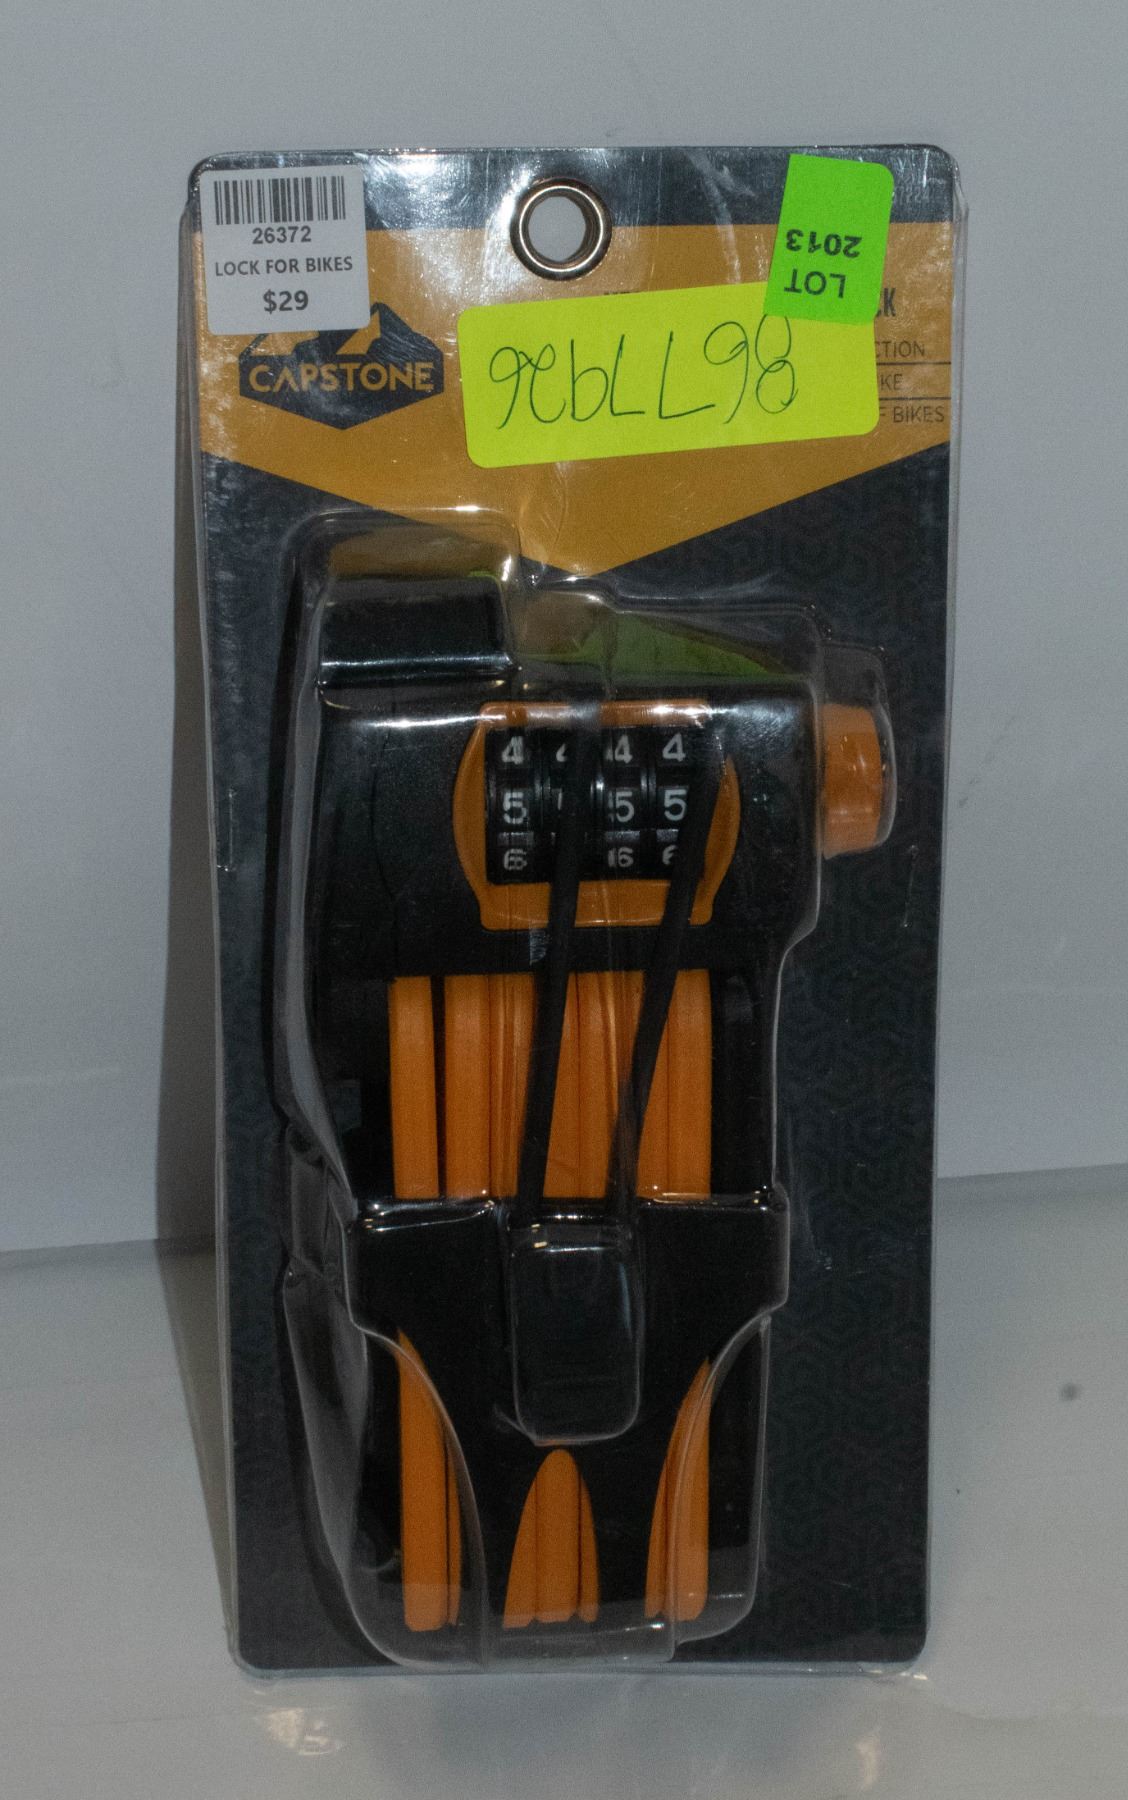 26372
LOCK FOR BIKES
$29
LOT
2013
CK
CTION
KE
F BIKES
CAPSTONE
4 4 4 4
5 5 5
6 6 6